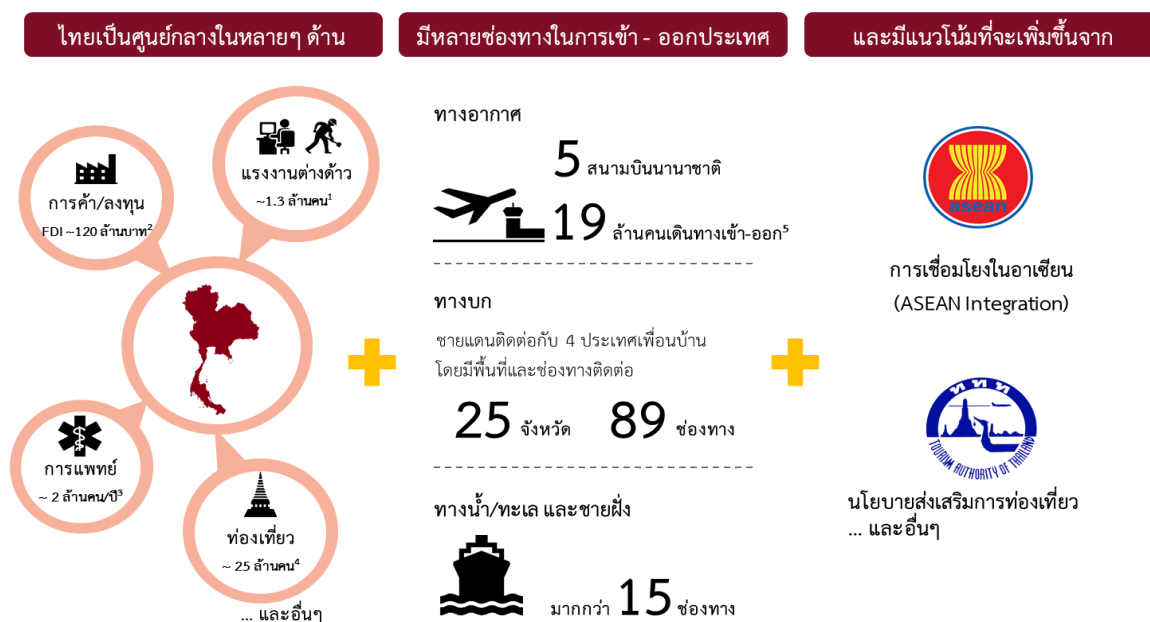 ไทยเป็นศูนย์กลางในหลายๆ ด้าน
แรงงานต่างด้าว
~1.3 ล้านคน¹
การค้า/ลงทุน
FDI ~120 ล้านบาท²
การแพทย์
~ 2 ล้านคน/ปี³
ท่องเที่ยว
~ 25 ล้านคน⁴
... และอื่นๆ
มีหลายช่องทางในการเข้า - ออกประเทศ
ทางอากาศ
5 สนามบินนานาชาติ
19 ล้านคนเดินทางเข้า-ออก⁵
ทางบก
ชายแดนติดต่อกับ 4 ประเทศเพื่อนบ้าน
โดยมีพื้นที่และช่องทางติดต่อ
25 จังหวัด 89 ช่องทาง
ทางน้ำ/ทะเล และชายฝั่ง
มากกว่า 15 ช่องทาง
และมีแนวโน้มที่จะเพิ่มขึ้นจาก
asean
การเชื่อมโยงในอาเซียน
(ASEAN Integration)
ททท
TOURISM AUTHORITY OF THAILAND
นโยบายส่งเสริมการท่องเที่ยว
... และอื่นๆ